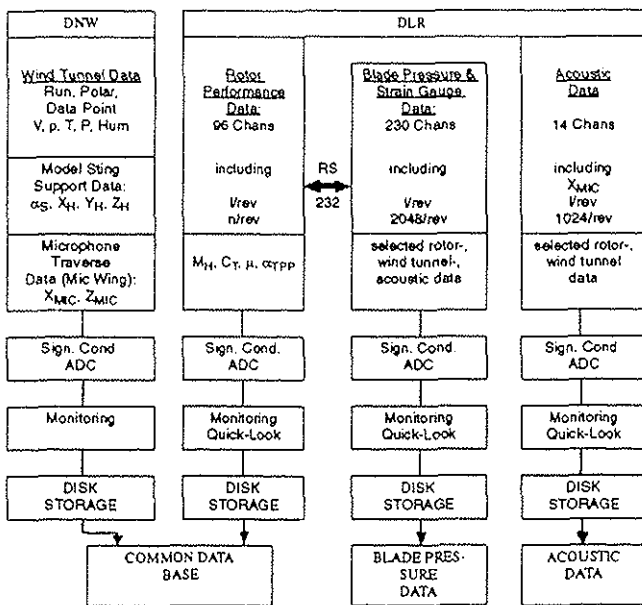 DNW
DLR
Wind Tunnel Data
Run, Polar,
Data Point
V, p, T, P, Hum
Model Sting
Support Data:
αS, XH, YH, ZH
Microphone
Traverse
Data (Mic Wing):
XMIC, ZMIC
Sign. Cond
ADC
Monitoring
DISK
STORAGE
Rotor
Performance
Data:
96 Chans
including
1/rev
n/rev
MH, CT, μ, αTPP
Sign. Cond.
ADC
Monitoring
Quick-Look
DISK
STORAGE
COMMON DATA
BASE
RS
232
Blade Pressure &
Strain Gauge
Data:
230 Chans
including
1/rev
2048/rev
selected rotor-,
wind tunnel-,
acoustic data
Sign. Cond.
ADC
Monitoring
Quick-Look
DISK
STORAGE
BLADE PRES-
SURE
DATA
Acoustic
Data
14 Chans
including
XMIC
1/rev
1024/rev
selected rotor-,
wind tunnel
data
Sign. Cond
ADC
Monitoring
Quick-Look
DISK
STORAGE
ACOUSTIC
DATA